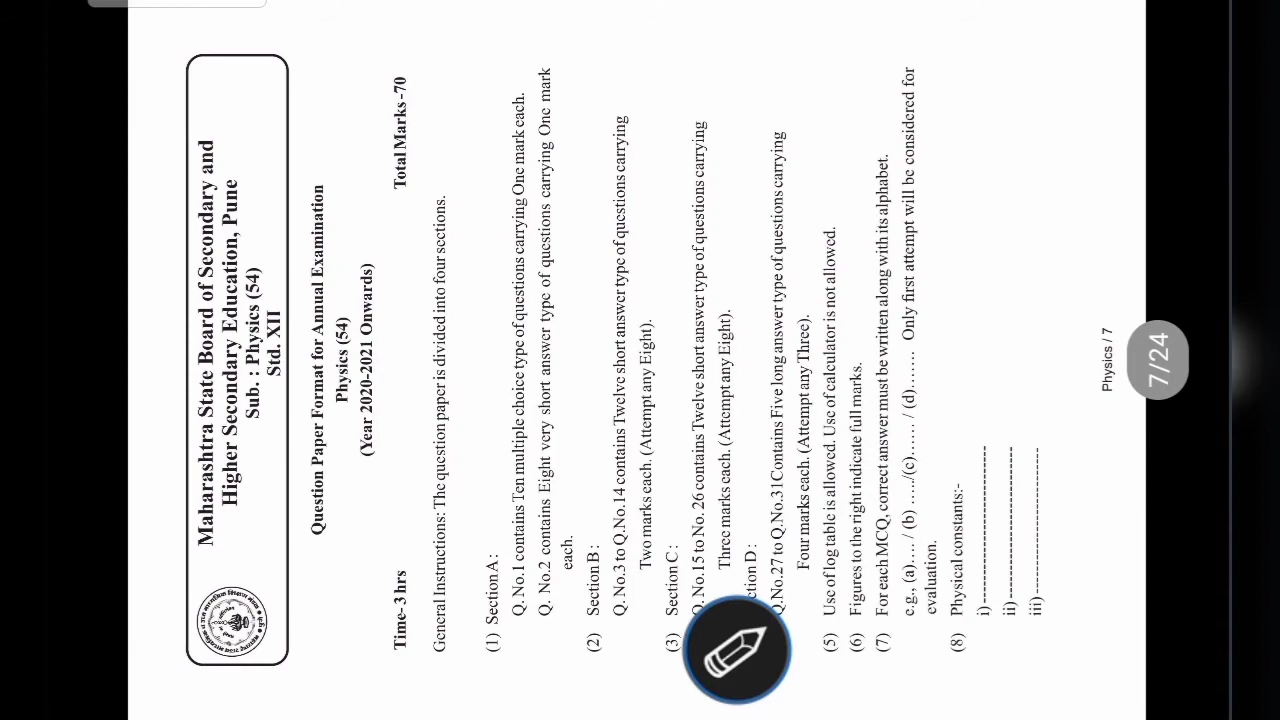 Maharashtra State Board of Secondary and
Higher Secondary Education, Pune
Sub. : Physics (54)
Std. XII
Question Paper Format for Annual Examination
Physics (54)
(Year 2020-2021 Onwards)
Time- 3 hrs Total Marks -70
General Instructions: The question paper is divided into four sections.
(1) Section A :
Q. No.1 contains Ten multiple choice type of questions carrying One mark each.
Q. No.2 contains Eight very short answer type of questions carrying One mark
each.
(2) Section B :
Q.No.3 to Q.No.14 contains Twelve short answer type of questions carrying
Two marks each. (Attempt any Eight).
(3) Section C :
Q.No.15 to No.26 contains Twelve short answer type of questions carrying
Three marks each. (Attempt any Eight).
ction D :
Q.No.27 to Q.No.31Contains Five long answer type of questions carrying
Four marks each. (Attempt any Three).
(5) Use of log table is allowed. Use of calculator is not allowed.
(6) Figures to the right indicate full marks.
(7) For each MCQ, correct answer must be written along with its alphabet.
e.g., (a).... / (b) ...../(c)...... / (d)....... Only first attempt will be considered for
evaluation.
(8) Physical constants:-
i) -----------------------------
ii) -----------------------------
iii) -----------------------------
Physics / 7
7/24